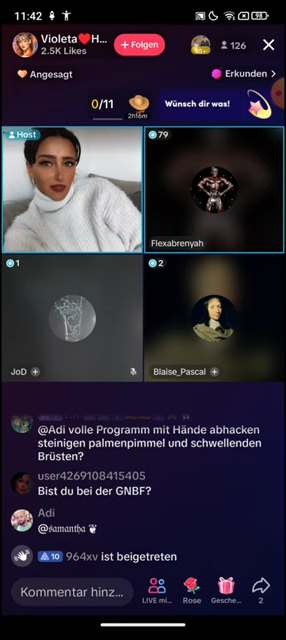 11:42
98
Violeta❤️H...
2.5K Likes
+ Folgen
126
Angesagt
Erkunden >
0/11
2h16m
Wünsch dir was!
Host
79
Flexabrenyah
1
JoD
2
Blaise_Pascal
@Adi volle Programm mit Hände abhacken
steinigen palmenpimmel und schwellenden
Brüsten?
user4269108415405
Bist du bei der GNBF?
Adi
@𝔰𝔞𝔪𝔞𝔫𝔱𝔥𝔞 ❦
10 964xv ist beigetreten
Kommentar hinz...
LIVE mi...
Rose
Gesche...
2